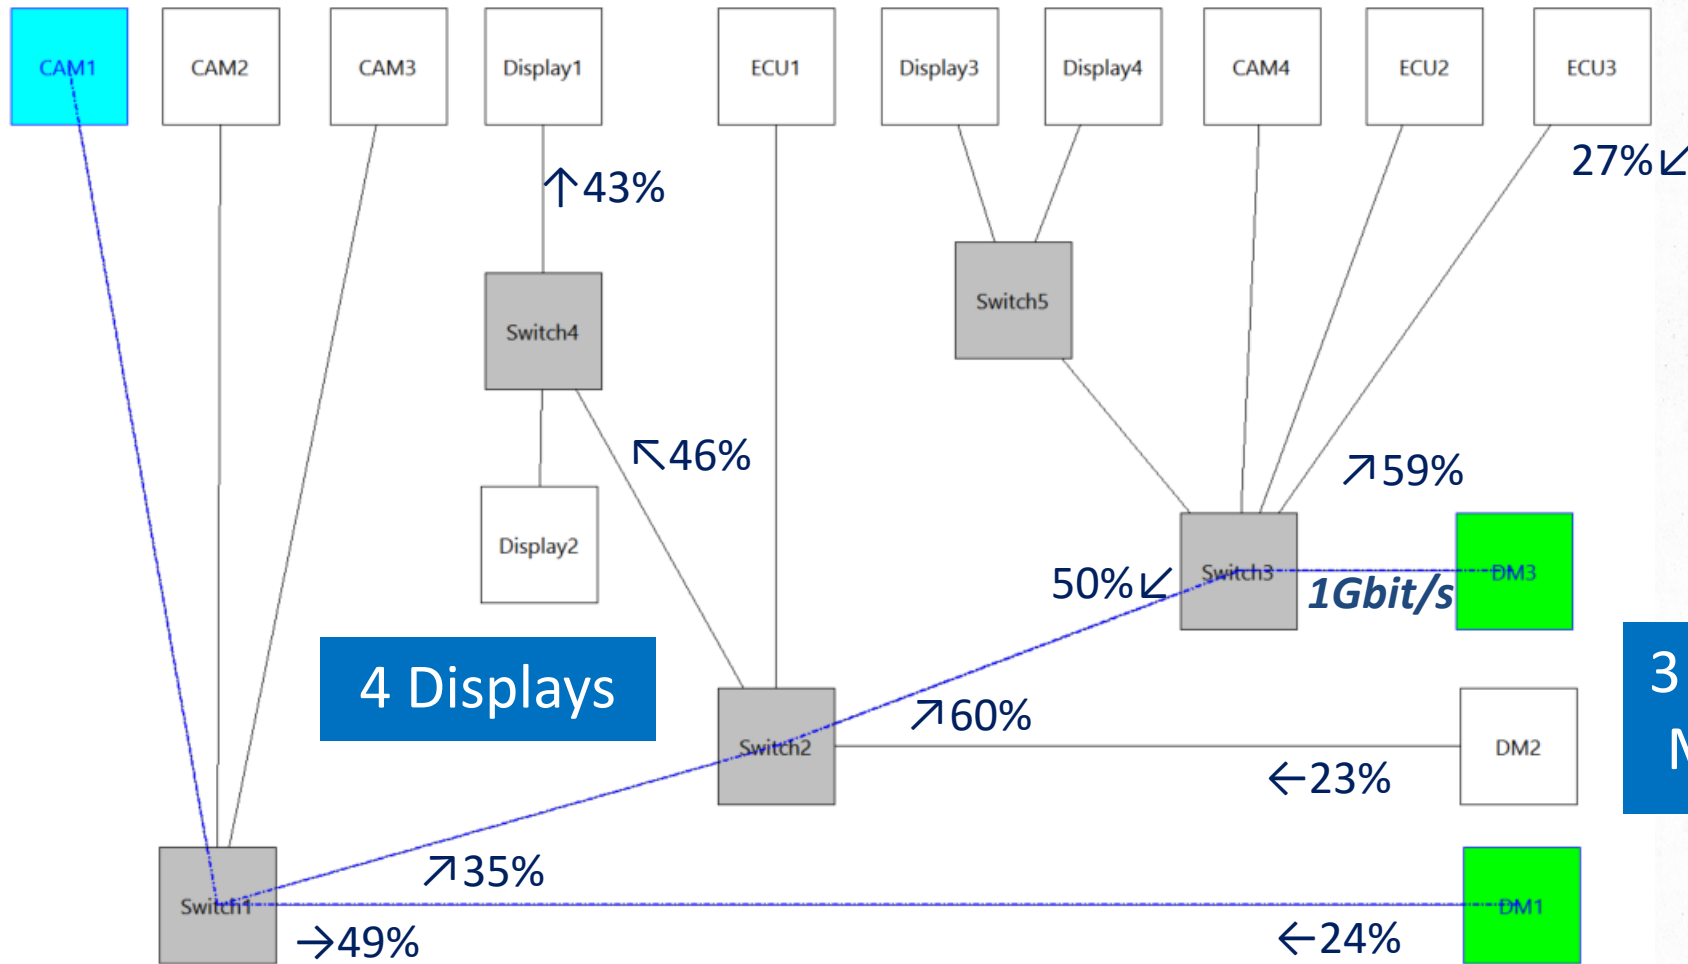 CAM1
CAM2
CAM3
Display1
ECU1
Display3
Display4
CAM4
ECU2
ECU3
27%↙
↑43%
Switch5
Switch4
↖46%
↗59%
Display2
50%↙
Switch3
1Gbit/s
DM3
4 Displays
3
M
↗60%
Switch2
DM2
←23%
↗35%
Switch1
DM1
→49%
←24%